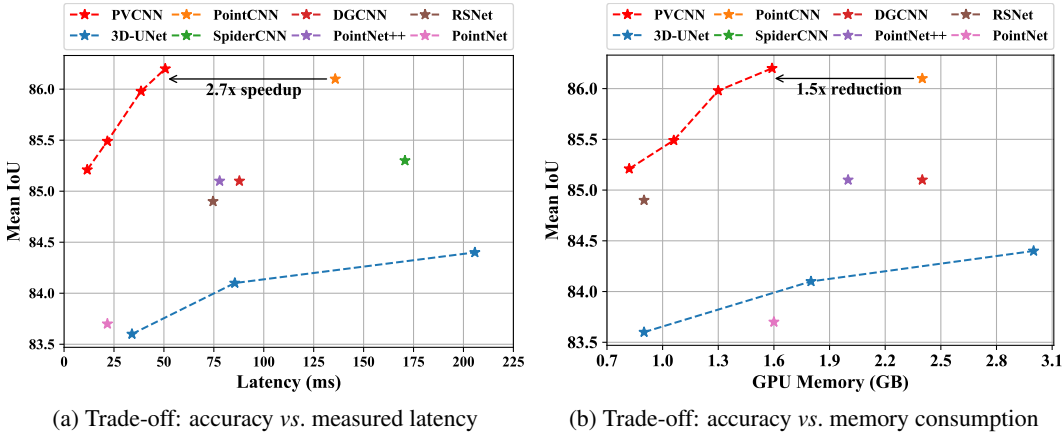 PVCNN PointCNN DGCNN RSNet
3D-UNet SpiderCNN PointNet++ PointNet
86.0
85.5
85.0
84.5
84.0
83.5
Mean IoU
2.7x speedup
0 25 50 75 100 125 150 175 200 225
Latency (ms)
(a) Trade-off: accuracy vs. measured latency
PVCNN PointCNN DGCNN RSNet
3D-UNet SpiderCNN PointNet++ PointNet
86.0
85.5
85.0
84.5
84.0
83.5
Mean IoU
1.5x reduction
0.7 1.0 1.3 1.6 1.9 2.2 2.5 2.8 3.1
GPU Memory (GB)
(b) Trade-off: accuracy vs. memory consumption